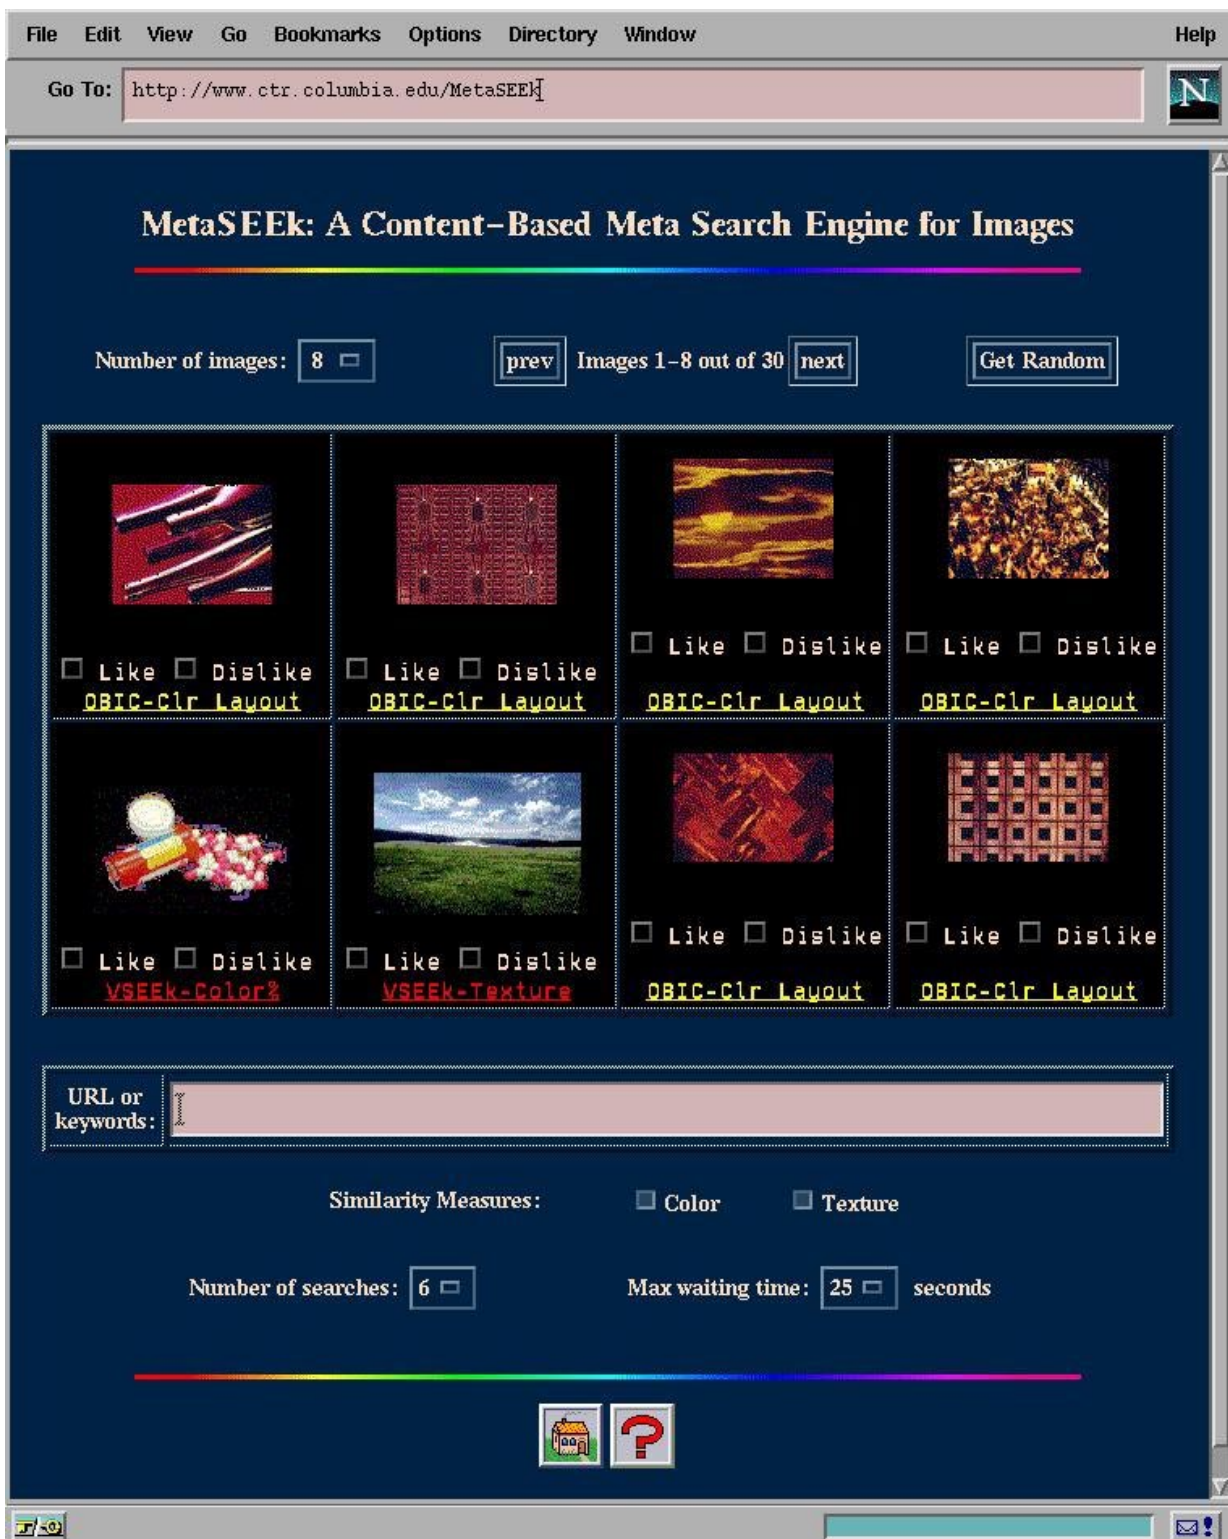 File Edit View Go Bookmarks Options Directory Window Help
Go To: http://www.ctr.columbia.edu/MetaSEEk
N
MetaSEEk: A Content-Based Meta Search Engine for Images
Number of images: 8 prev Images 1-8 out of 30 next Get Random
Like Dislike Like Dislike Like Dislike Like Dislike
QBIC-Clr Layout QBIC-Clr Layout QBIC-Clr Layout QBIC-Clr Layout
Like Dislike Like Dislike Like Dislike Like Dislike
VSEEk-Color% VSEEk-Texture QBIC-Clr Layout QBIC-Clr Layout
URL or
keywords:
Similarity Measures: Color Texture
Number of searches: 6 Max waiting time: 25 seconds
?